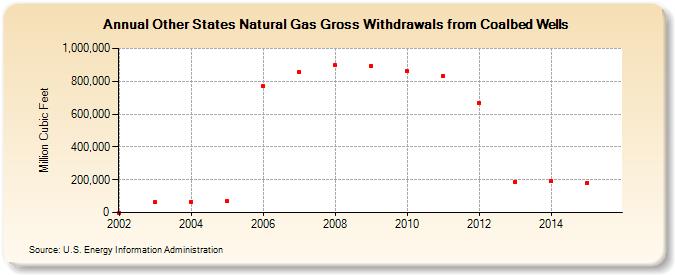 Annual Other States Natural Gas Gross Withdrawals from Coalbed Wells
Million Cubic Feet
1,000,000
800,000
600,000
400,000
200,000
0
2002 2004 2006 2008 2010 2012 2014
Source: U.S. Energy Information Administration